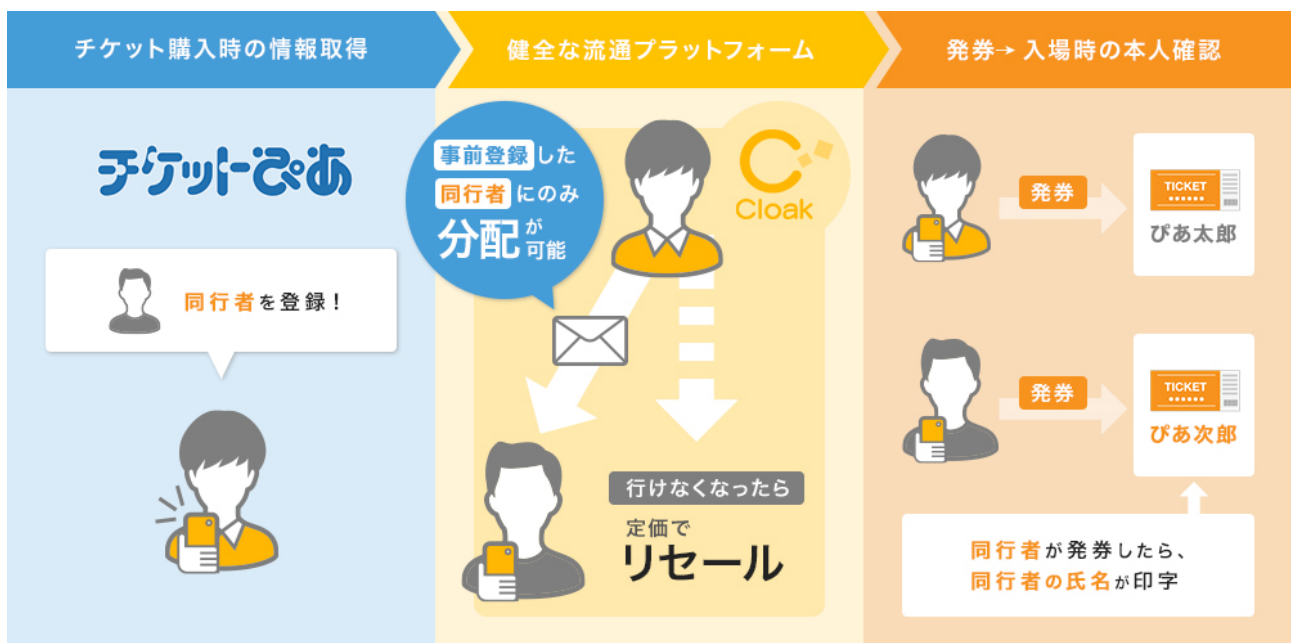 チケット購入時の情報取得
健全な流通プラットフォーム
発券→入場時の本人確認
チケットぴあ
同行者を登録！
事前登録した
同行者にのみ
分配が可能
Cloak
行けなくなったら
定価で
リセール
発券
TICKET
ぴあ太郎
発券
TICKET
ぴあ次郎
同行者が発券したら、
同行者の氏名が印字